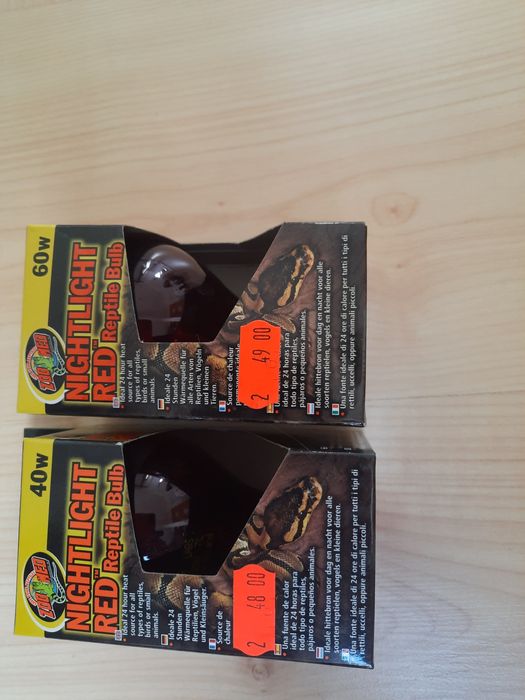 ZOO MED
60w
NIGHTLIGHT
RED™ Reptile Bulb
Ideal 24 hour heat
source for all
types of reptiles,
birds or small
animals.
Ideale 24
Stunden
Wärmequelle für
alle Arten von
Reptilien, Vögeln
und kleinen
Tieren.
Source de chaleur
ideal de 24 horas para
todo tipo de reptiles,
pájaros o pequeños animales.
Ideale hittebron voor dag en nacht voor alle
soorten reptielen, vogels en kleine dieren.
Una fonte ideale di 24 ore di calore per tutti i tipi di
rettili, uccelli, oppure animali piccoli.
2 49 00
ZOO MED
40w
NIGHTLIGHT
RED™ Reptile Bulb
Ideal 24 hour heat
source for all
types of reptiles,
birds or small
animals.
Ideale 24
Stunden
Wärmequelle für
Reptilien, Vögel
und Kleinsäuger.
Source de
chaleur
Una fuente de calor
ideal de 24 horas para
todo tipo de reptiles,
pájaros o pequeños animales.
Ideale hittebron voor dag en nacht voor alle
soorten reptielen, vogels en kleine dieren.
Una fonte ideale di 24 ore di calore per tutti i tipi di
rettili, uccelli, oppure animali piccoli.
2 48 00